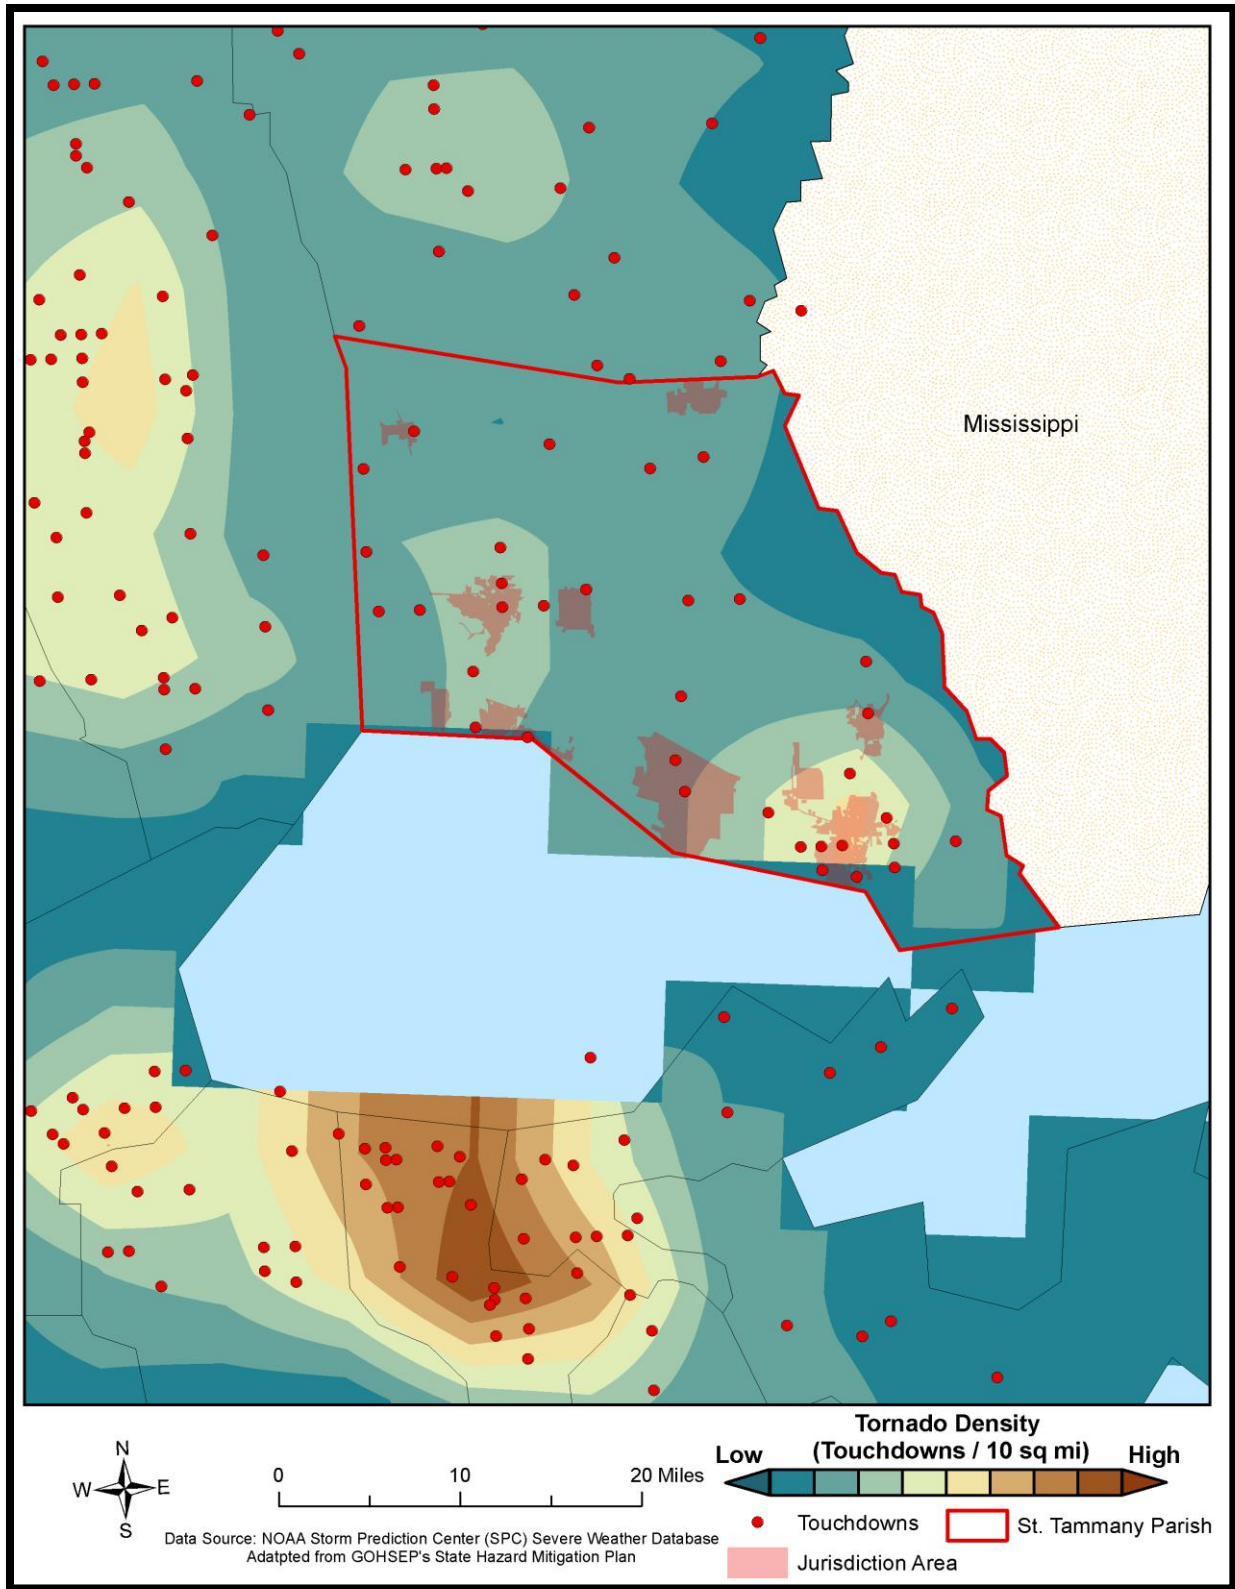 Mississippi
N
W E
S
0 10 20 Miles
Data Source: NOAA Storm Prediction Center (SPC) Severe Weather Database
Adatpted from GOHSEP's State Hazard Mitigation Plan
Tornado Density
Low (Touchdowns / 10 sq mi) High
Touchdowns St. Tammany Parish
Jurisdiction Area